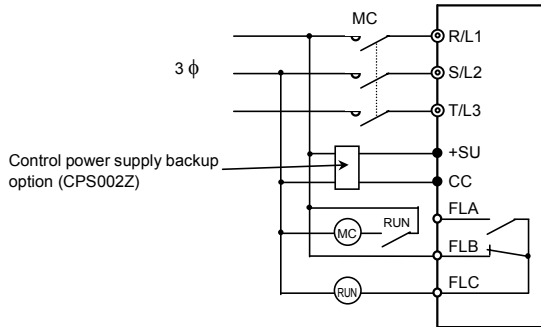 MC
R/L1
3 ϕ
S/L2
T/L3
+SU
Control power supply backup
option (CPS002Z)
CC
FLA
RUN
MC
FLB
RUN
FLC